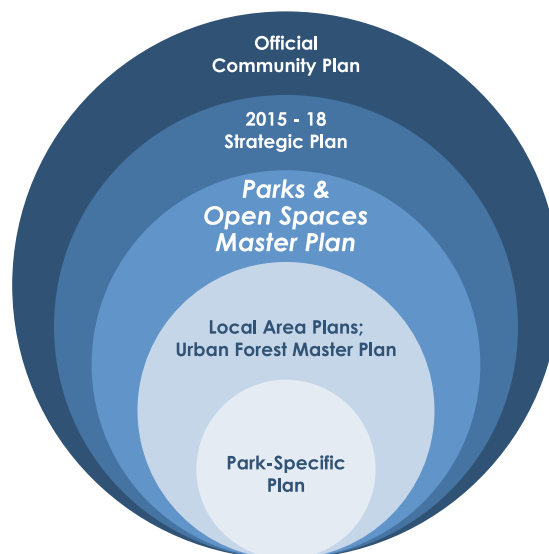 Official
Community Plan
2015 - 18
Strategic Plan
Parks &
Open Spaces
Master Plan
Local Area Plans;
Urban Forest Master Plan
Park-Specific
Plan